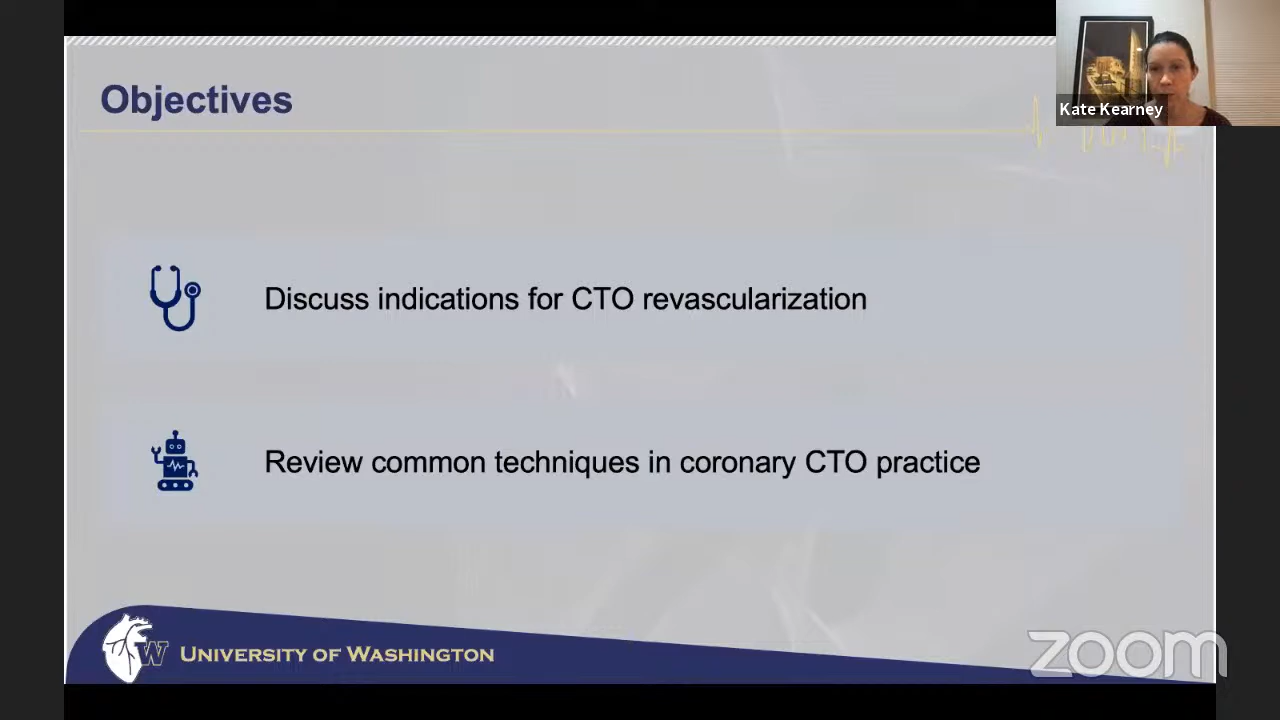 Objectives
Kate Kearney
Discuss indications for CTO revascularization
Review common techniques in coronary CTO practice
W
UNIVERSITY OF WASHINGTON
zoom